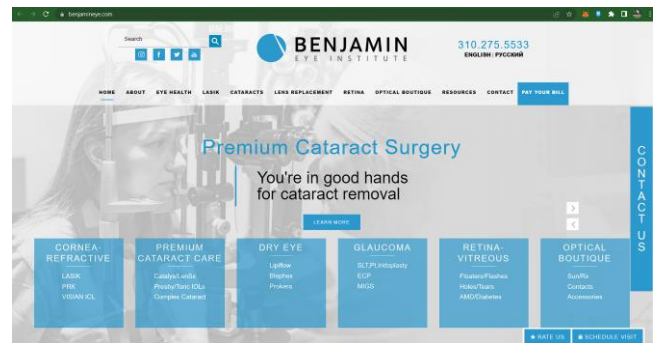 benjamineye.com
Search
BENJAMIN
EYE INSTITUTE
310.275.5533
ENGLISH | РУССКИЙ
HOME ABOUT EYE HEALTH LASIK CATARACTS LENS REPLACEMENT RETINA OPTICAL BOUTIQUE RESOURCES CONTACT PAY YOUR BILL
Premium Cataract Surgery
You're in good hands
for cataract removal
LEARN MORE
CONTACT US
CORNEA-
REFRACTIVE
LASIK
PRK
VISIAN ICL
PREMIUM
CATARACT CARE
Catalys/LenSx
Presby/Toric IOLs
Complex Cataract
DRY EYE
Lipiflow
Blephex
Prokera
GLAUCOMA
SLT,PI,Iridoplasty
ECP
MIGS
RETINA-
VITREOUS
Floaters/Flashes
Holes/Tears
AMD/Diabetes
OPTICAL
BOUTIQUE
Sun/Rx
Contacts
Accessories
RATE US
SCHEDULE VISIT